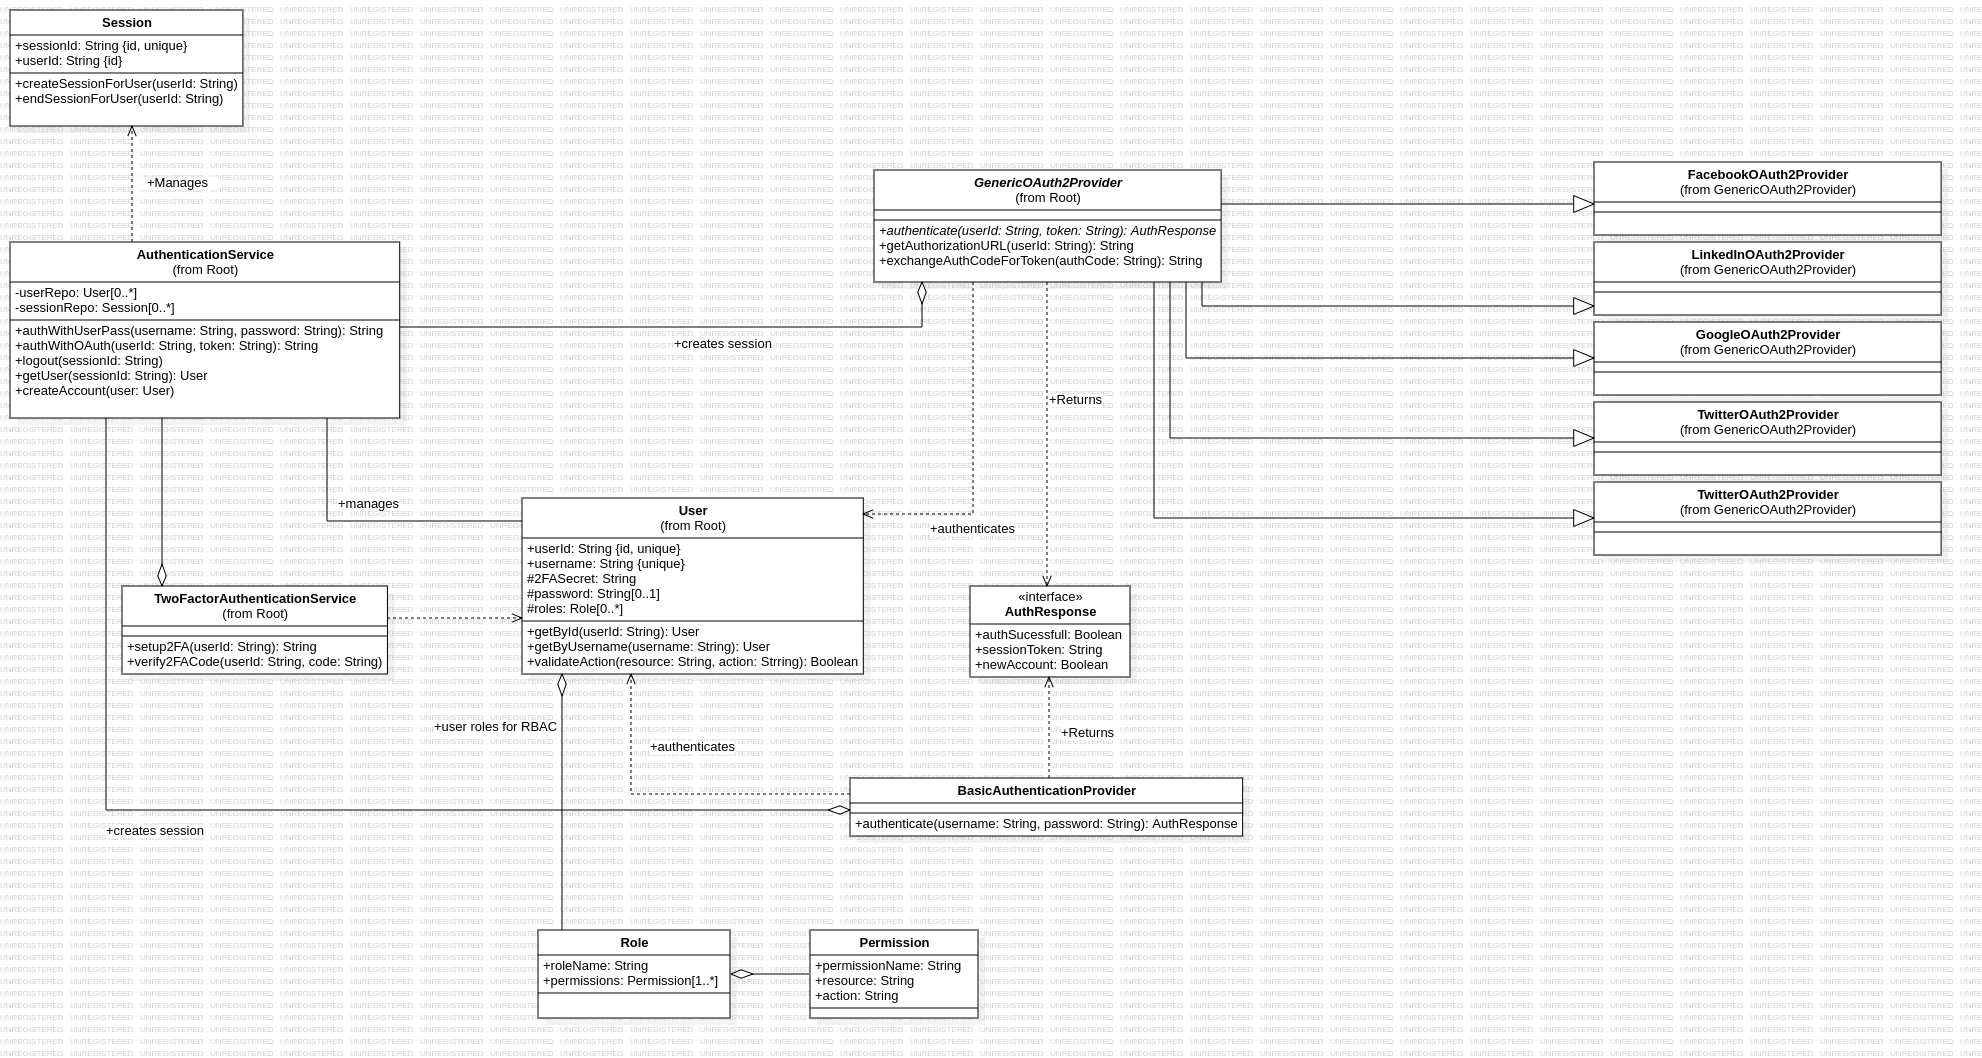 Session
+sessionId: String {id, unique}
+userId: String {id}
+createSessionForUser(userId: String)
+endSessionForUser(userId: String)
+Manages
AuthenticationService
(from Root)
-userRepo: User[0..*]
-sessionRepo: Session[0..*]
+authWithUserPass(username: String, password: String): String
+authWithOAuth(userId: String, token: String): String
+logout(sessionId: String)
+getUser(sessionId: String): User
+createAccount(user: User)
GenericOAuth2Provider
(from Root)
+authenticate(userId: String, token: String): AuthResponse
+getAuthorizationURL(userId: String): String
+exchangeAuthCodeForToken(authCode: String): String
FacebookOAuth2Provider
(from GenericOAuth2Provider)
LinkedInOAuth2Provider
(from GenericOAuth2Provider)
GoogleOAuth2Provider
(from GenericOAuth2Provider)
TwitterOAuth2Provider
(from GenericOAuth2Provider)
TwitterOAuth2Provider
(from GenericOAuth2Provider)
+creates session
+Returns
+manages
+authenticates
User
(from Root)
+userId: String {id, unique}
+username: String {unique}
#2FASecret: String
#password: String[0..1]
#roles: Role[0..*]
+getById(userId: String): User
+getByUsername(username: String): User
+validateAction(resource: String, action: Strring): Boolean
TwoFactorAuthenticationService
(from Root)
+setup2FA(userId: String): String
+verify2FACode(userId: String, code: String)
«interface»
AuthResponse
+authSucessfull: Boolean
+sessionToken: String
+newAccount: Boolean
+user roles for RBAC
+authenticates
+Returns
BasicAuthenticationProvider
+authenticate(username: String, password: String): AuthResponse
+creates session
Role
+roleName: String
+permissions: Permission[1..*]
Permission
+permissionName: String
+resource: String
+action: String
UNREGISTERED